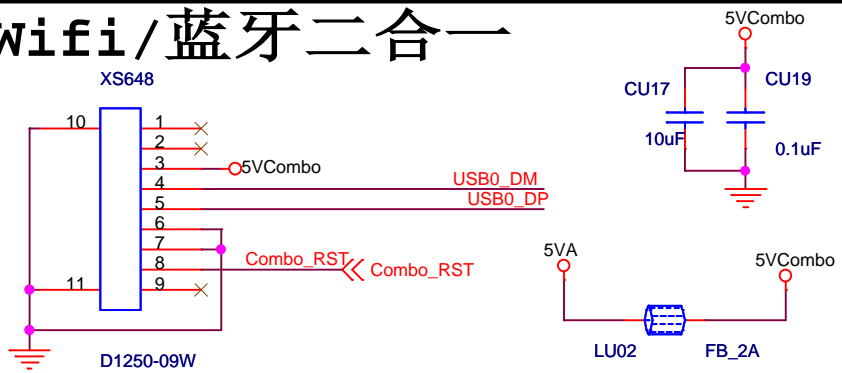 Wifi/蓝牙二合一
XS648
10
11
1
2
3
4
5
6
7
8
9
5VCombo
USB0_DM
USB0_DP
Combo_RST
Combo_RST
D1250-09W
5VCombo
CU17
CU19
10uF
0.1uF
5VA
5VCombo
LU02
FB_2A